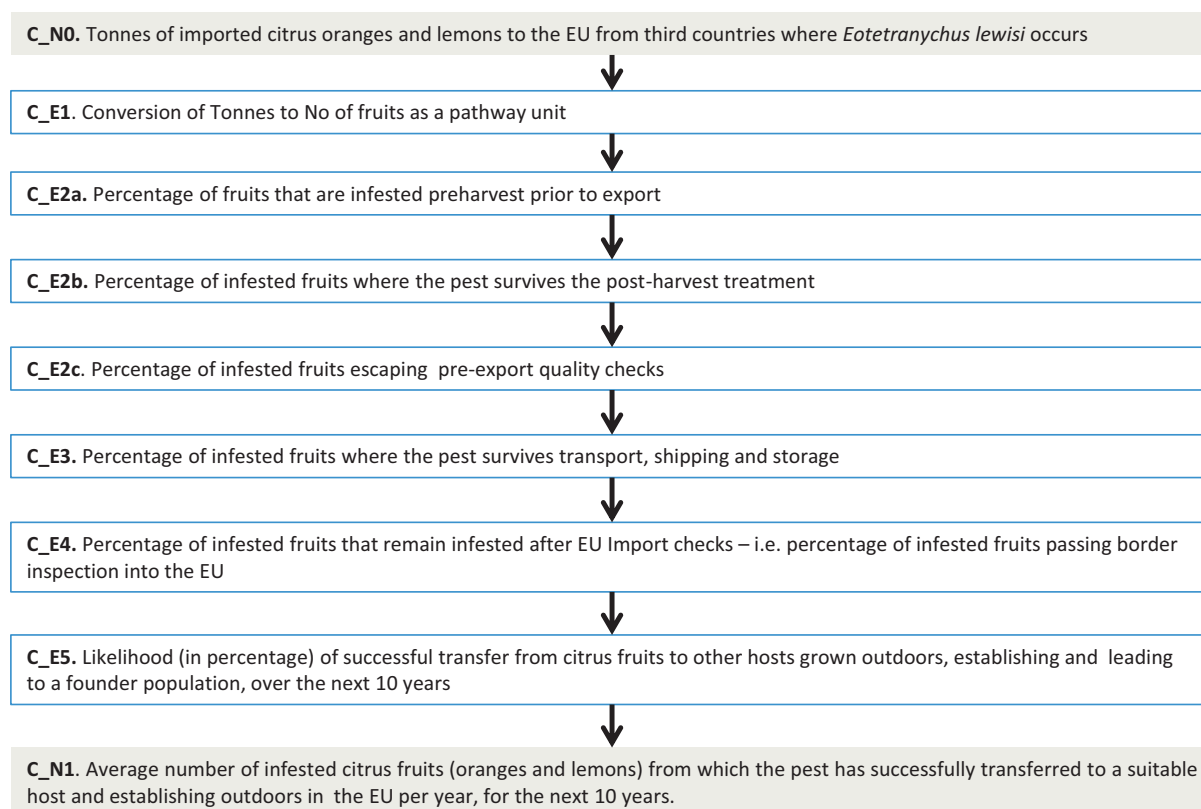 C_N0. Tonnes of imported citrus oranges and lemons to the EU from third countries where Eotetranychus lewisi occurs
C_E1. Conversion of Tonnes to No of fruits as a pathway unit
C_E2a. Percentage of fruits that are infested preharvest prior to export
C_E2b. Percentage of infested fruits where the pest survives the post-harvest treatment
C_E2c. Percentage of infested fruits escaping pre-export quality checks
C_E3. Percentage of infested fruits where the pest survives transport, shipping and storage
C_E4. Percentage of infested fruits that remain infested after EU Import checks – i.e. percentage of infested fruits passing border
inspection into the EU
C_E5. Likelihood (in percentage) of successful transfer from citrus fruits to other hosts grown outdoors, establishing and leading
to a founder population, over the next 10 years
C_N1. Average number of infested citrus fruits (oranges and lemons) from which the pest has successfully transferred to a suitable
host and establishing outdoors in the EU per year, for the next 10 years.